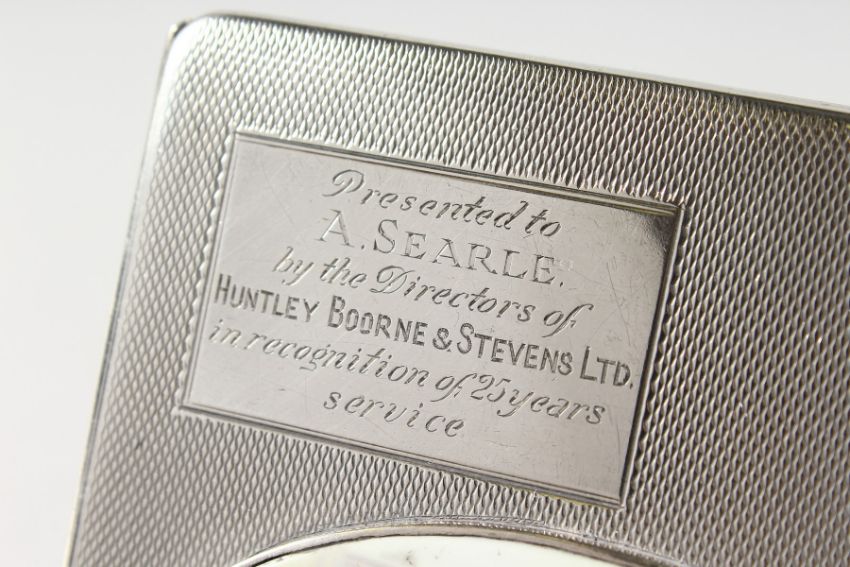 Presented to
A. SEARLE.
by the Directors of
HUNTLEY BOORNE & STEVENS LTD.
in recognition of 25 years
service